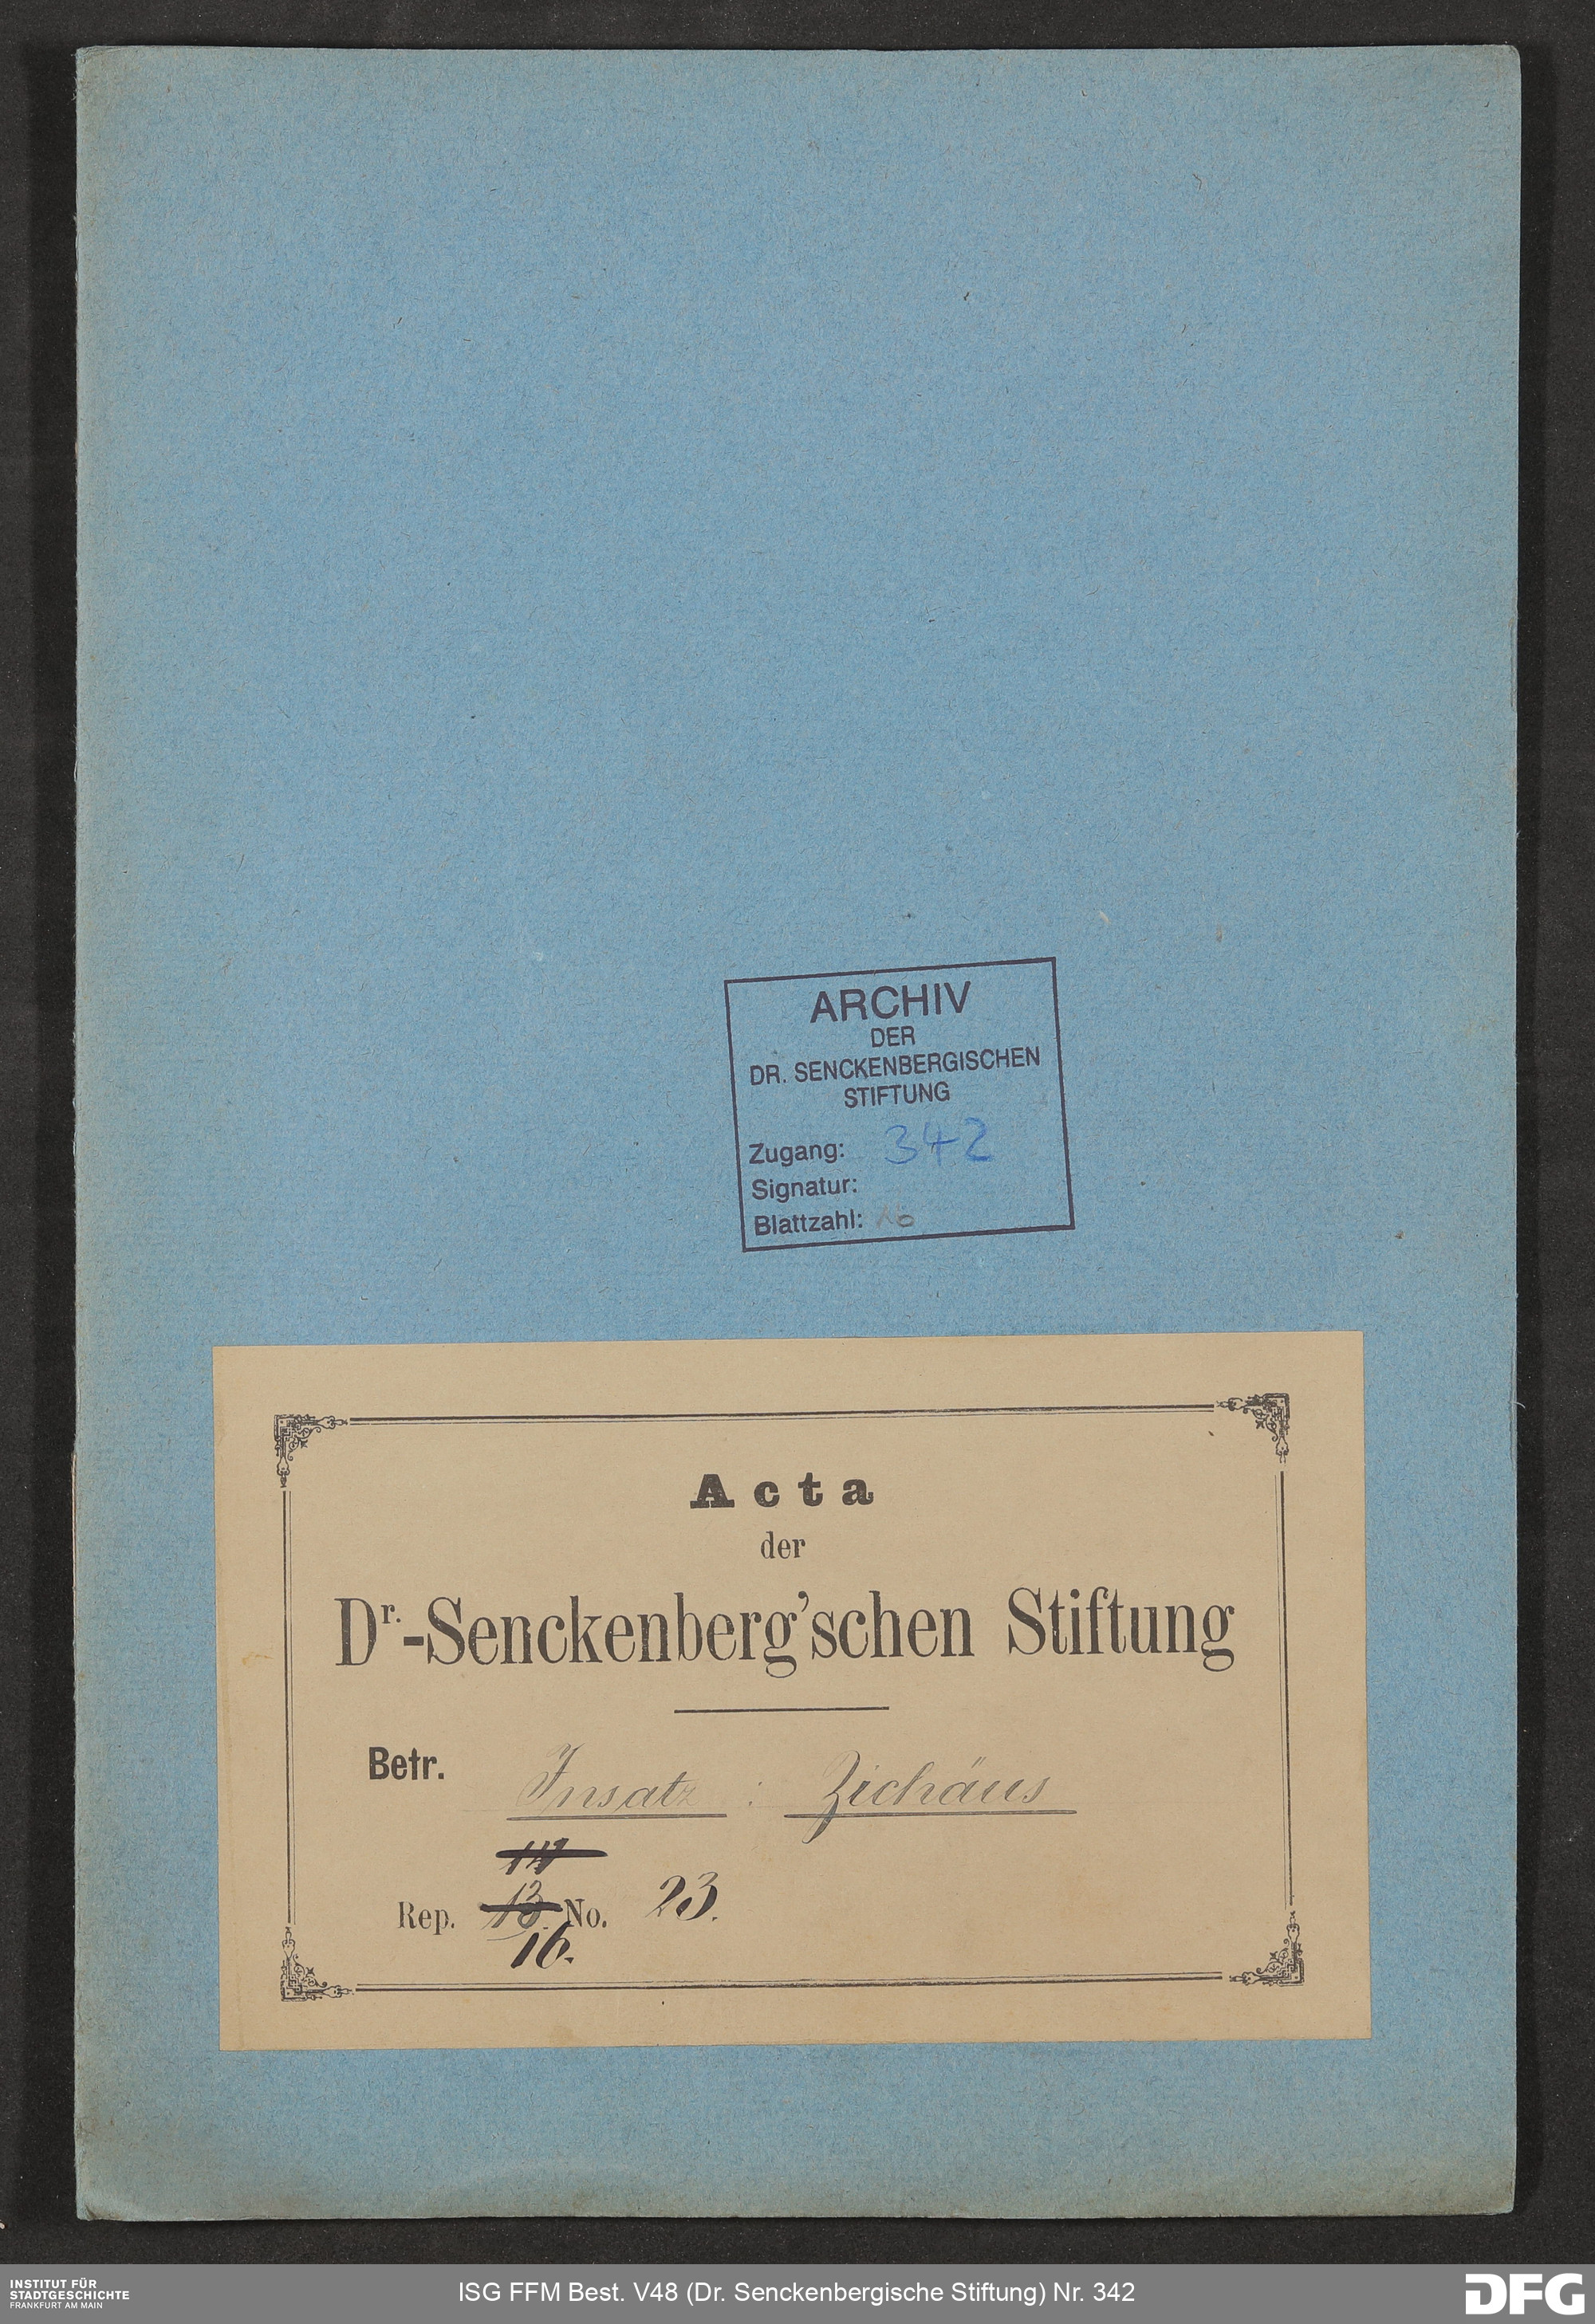 ARCHIV
DER
DR. SENCKENBERGISCHEN
STIFTUNG
Zugang: 342
Signatur:
Blattzahl: 16
Acta
der
Dr.-Senckenberg'schen Stiftung
Betr. Insatz : Zichäus
14
Rep. 13. No. 23.
16.
INSTITUT FÜR
STADTGESCHICHTE
FRANKFURT AM MAIN
ISG FFM Best. V48 (Dr. Senckenbergische Stiftung) Nr. 342
DFG